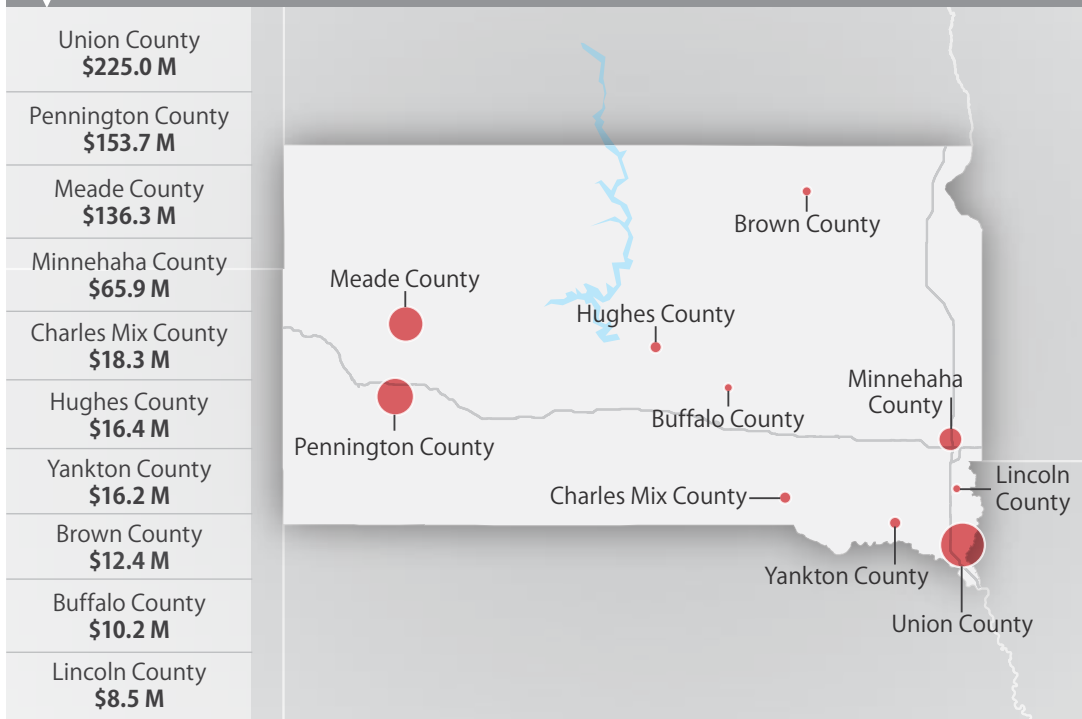 Union County
$225.0 M
Pennington County
$153.7 M
Meade County
$136.3 M
Minnehaha County
$65.9 M
Charles Mix County
$18.3 M
Hughes County
$16.4 M
Yankton County
$16.2 M
Brown County
$12.4 M
Buffalo County
$10.2 M
Lincoln County
$8.5 M
Brown County
Meade County
Hughes County
Minnehaha
County
Buffalo County
Pennington County
Lincoln
County
Charles Mix County
Yankton County
Union County